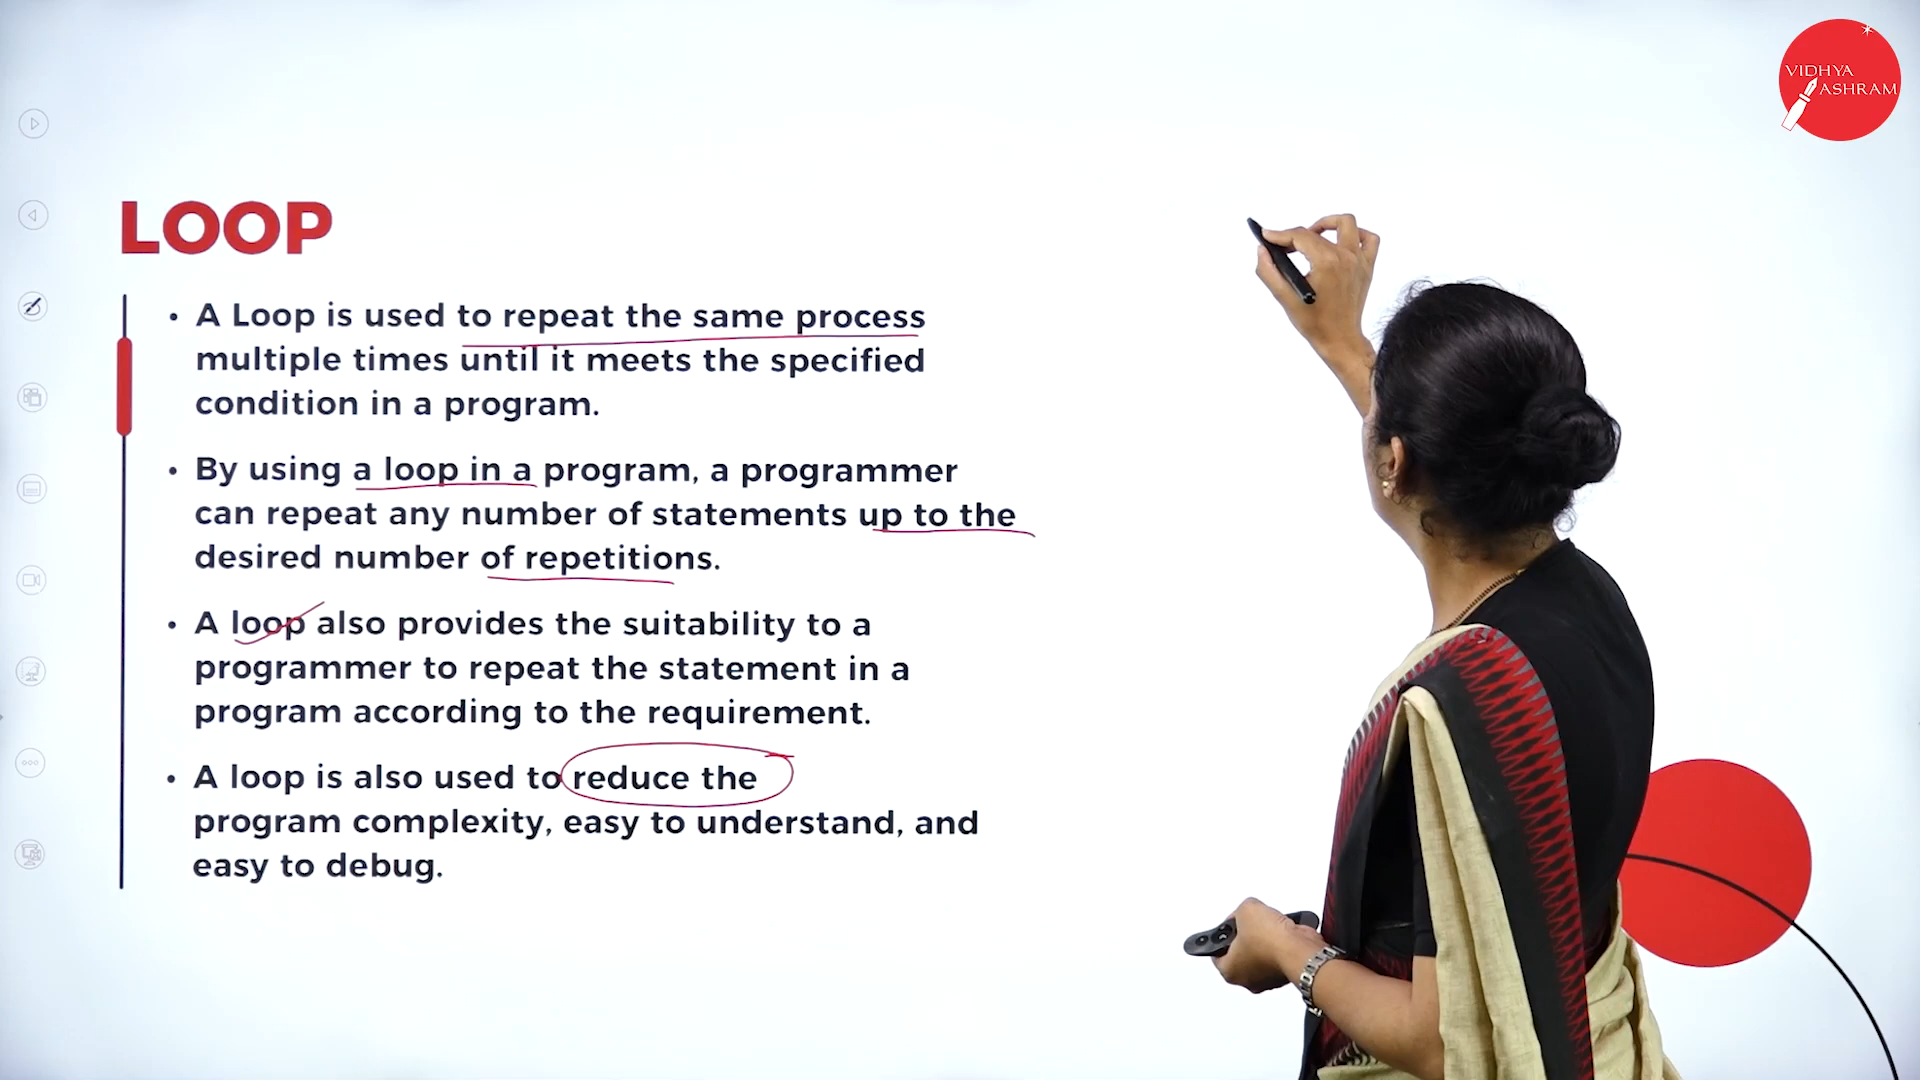 VIDHYA
ASHRAM
LOOP
• A Loop is used to repeat the same process
multiple times until it meets the specified
condition in a program.
• By using a loop in a program, a programmer
can repeat any number of statements up to the
desired number of repetitions.
• A loop also provides the suitability to a
programmer to repeat the statement in a
program according to the requirement.
• A loop is also used to reduce the
program complexity, easy to understand, and
easy to debug.